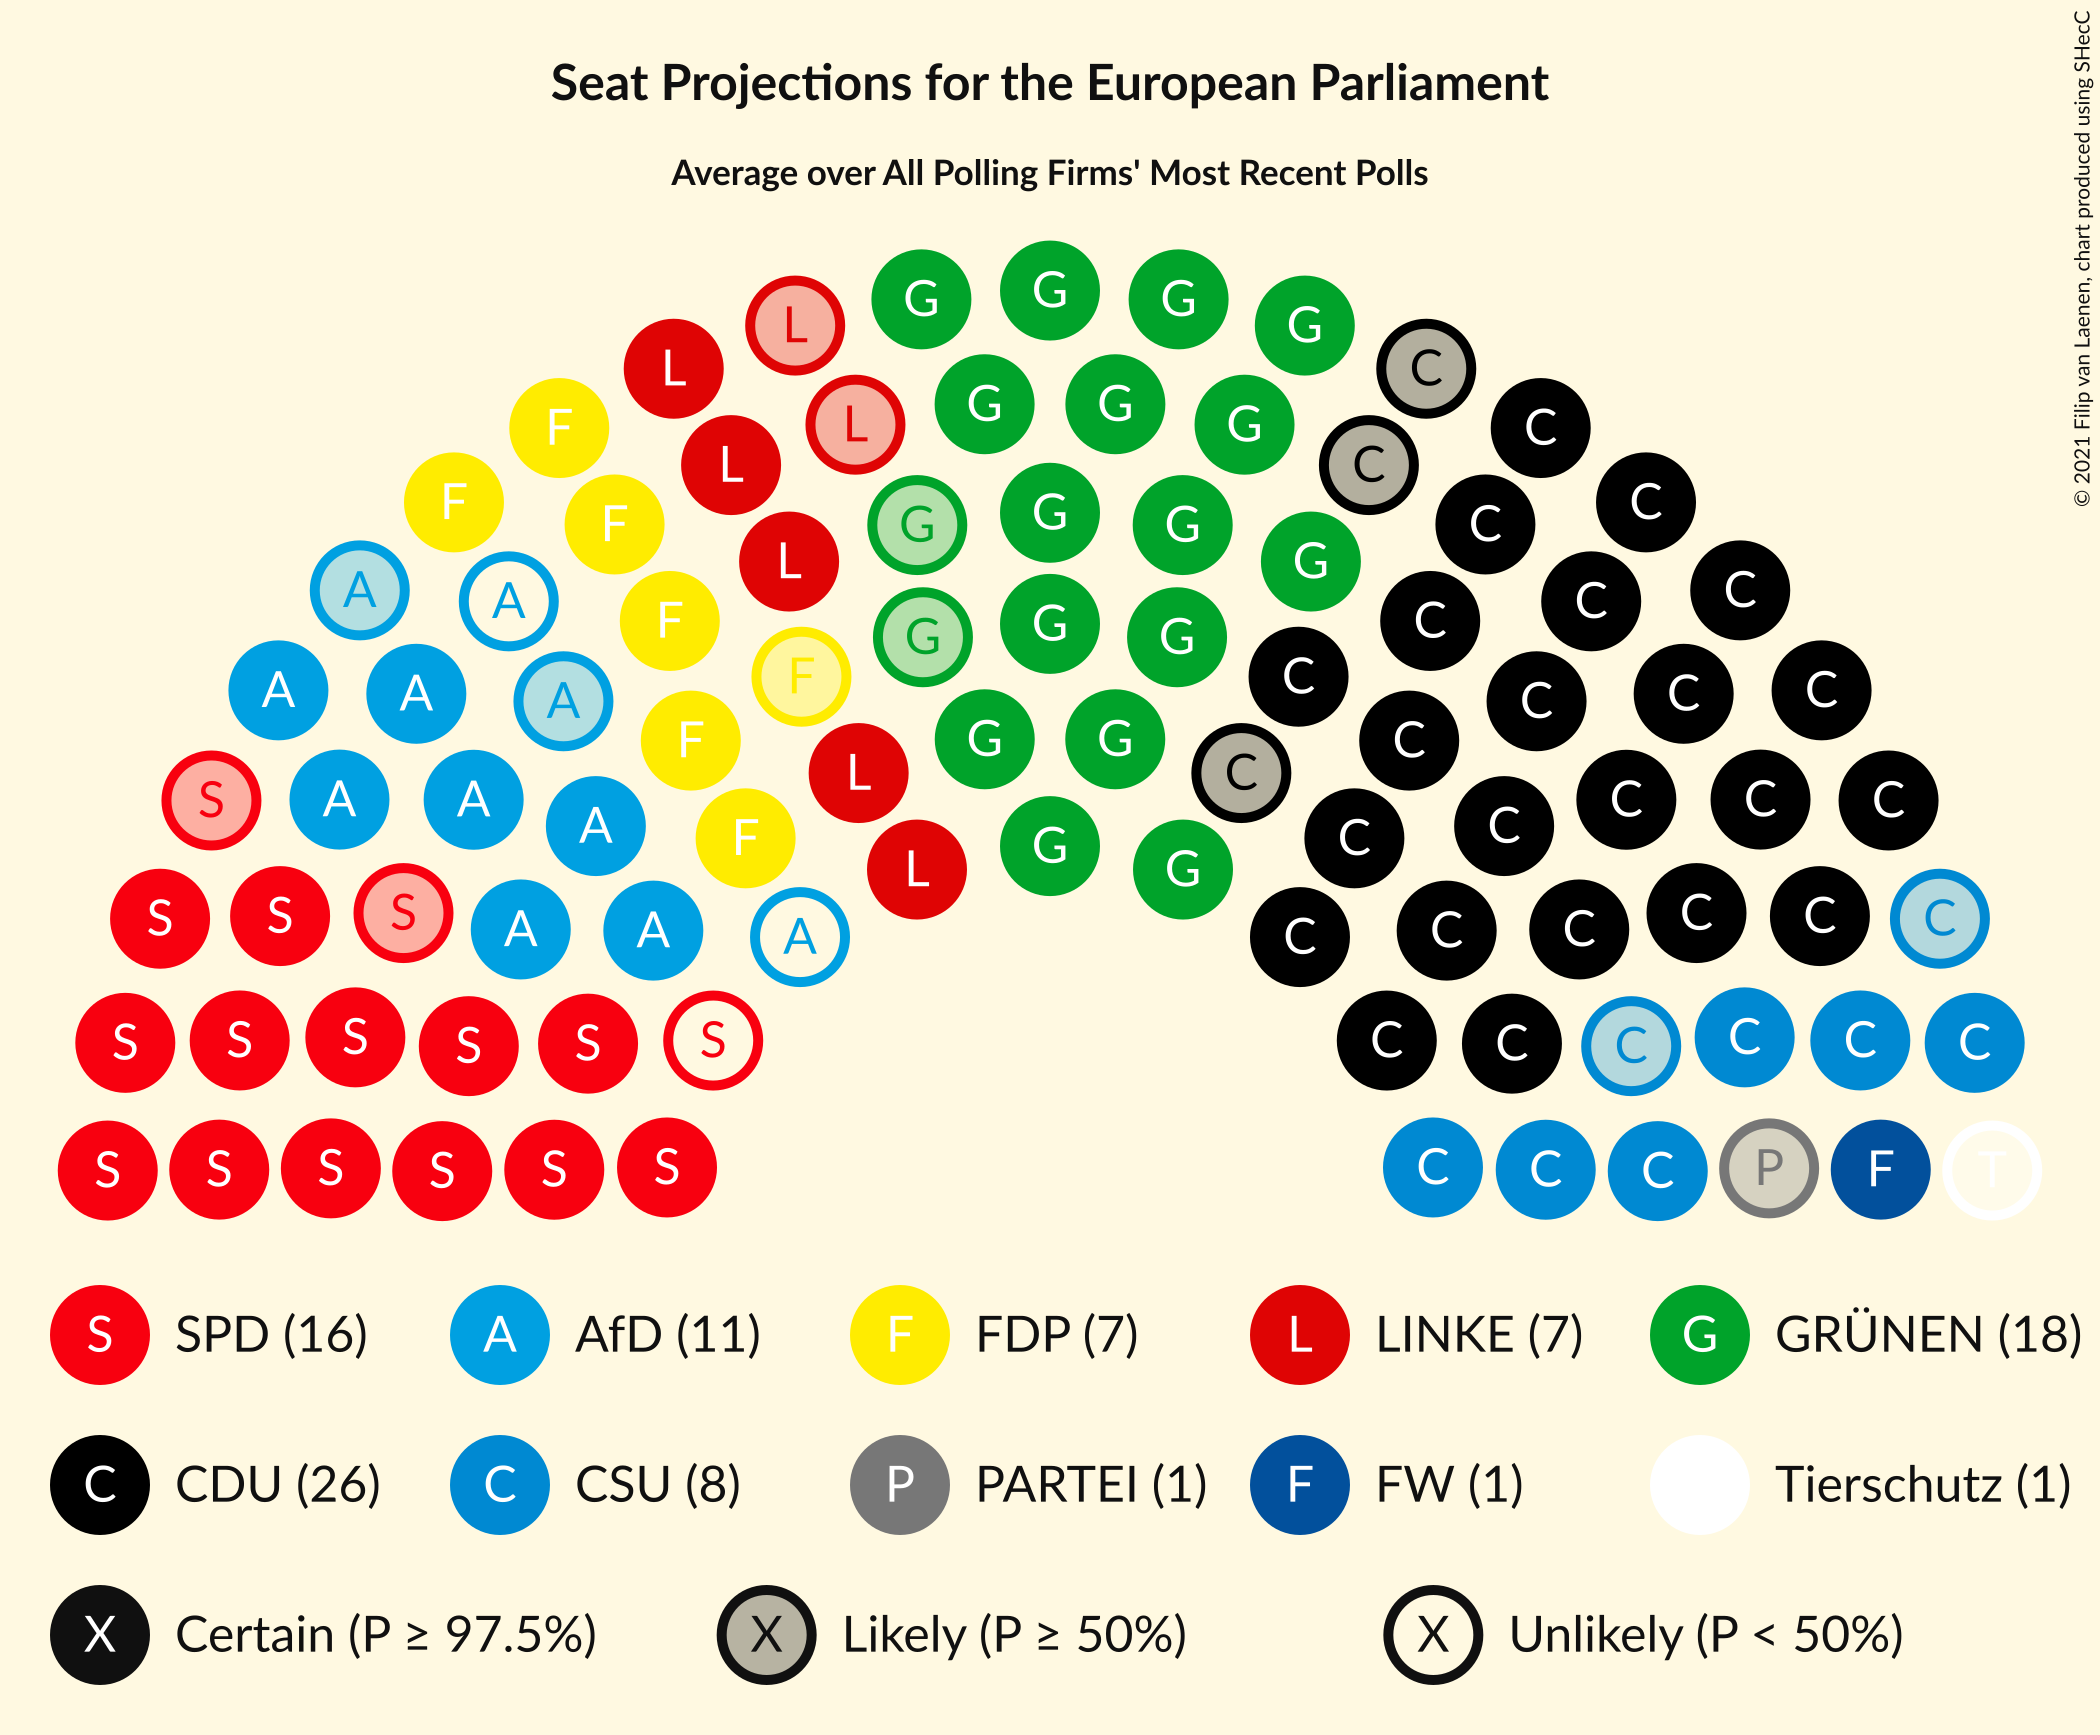 Seat Projections for the European Parliament
Average over All Polling Firms' Most Recent Polls
© 2021 Filip van Laenen, chart produced using SHecC
L G G G G C
L L G G G C C
F L G G G G C C
F F L G G G C C C
A A F F F L G G C C C C C
A A A F F L G G C C C C C C
S A A A F A L C C C C C C C
S S S A A C C C C C C
S S S S S S C C C C C C
S S S S S S C C C P F T
S SPD (16) A AfD (11) F FDP (7) L LINKE (7) G GRÜNEN (18)
C CDU (26) C CSU (8) P PARTEI (1) F FW (1) Tierschutz (1)
X Certain (P ≥ 97.5%) X Likely (P ≥ 50%) X Unlikely (P < 50%)